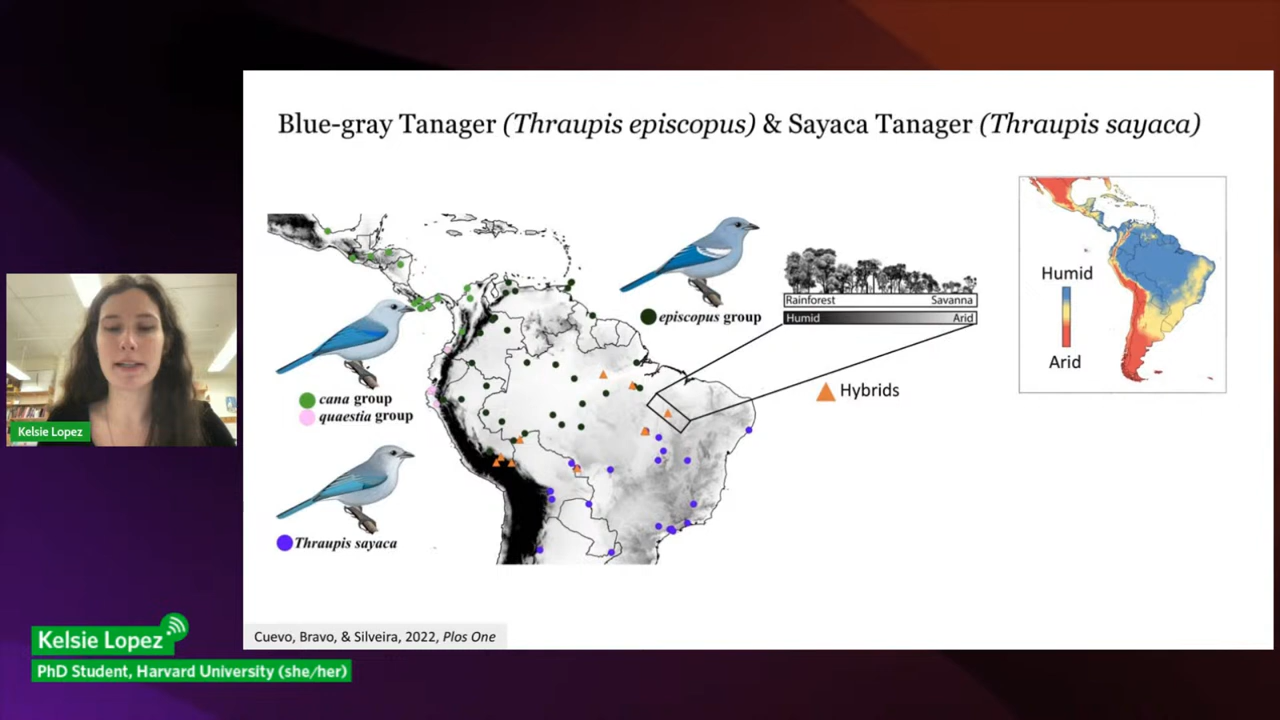 Blue-gray Tanager (Thraupis episcopus) & Sayaca Tanager (Thraupis sayaca)
Humid
Arid
Rainforest Savanna
Humid Arid
episcopus group
Hybrids
cana group
quaestia group
Thraupis sayaca
Kelsie Lopez
Kelsie Lopez
PhD Student, Harvard University (she/her)
Cuevo, Bravo, & Silveira, 2022, Plos One